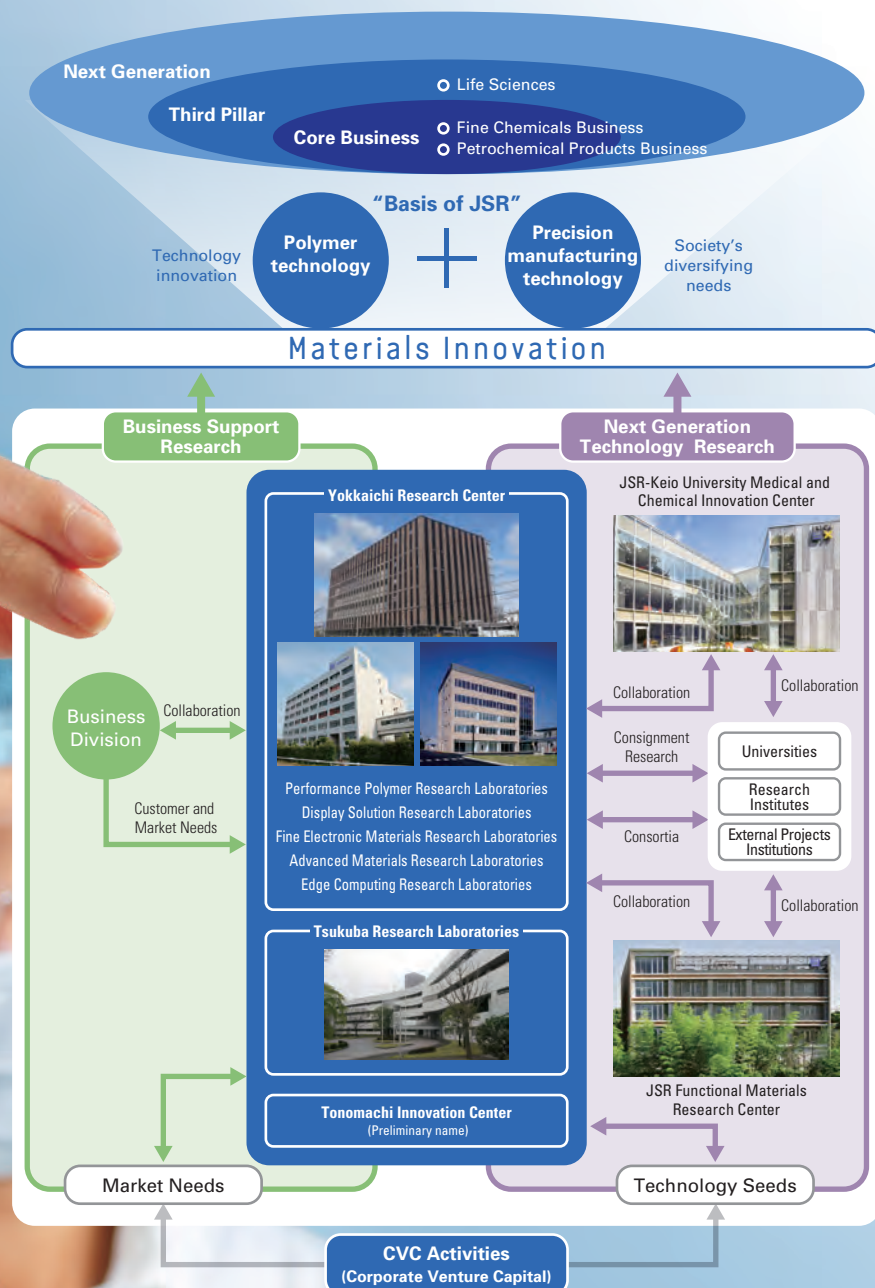 Next Generation
Life Sciences
Third Pillar
Core Business
Fine Chemicals Business
Petrochemical Products Business
“Basis of JSR”
Technology
innovation
Polymer
technology
Precision
manufacturing
technology
Society’s
diversifying
needs
Materials Innovation
Business Support
Research
Next Generation
Technology Research
Yokkaichi Research Center
Performance Polymer Research Laboratories
Display Solution Research Laboratories
Fine Electronic Materials Research Laboratories
Advanced Materials Research Laboratories
Edge Computing Research Laboratories
Tsukuba Research Laboratories
Tonomachi Innovation Center
(Preliminary name)
Business
Division
Collaboration
Customer and
Market Needs
JSR-Keio University Medical and
Chemical Innovation Center
Collaboration
Collaboration
Consignment
Research
Universities
Research
Institutes
External Projects
Institutions
Consortia
Collaboration
Collaboration
JSR Functional Materials
Research Center
Market Needs
Technology Seeds
CVC Activities
(Corporate Venture Capital)